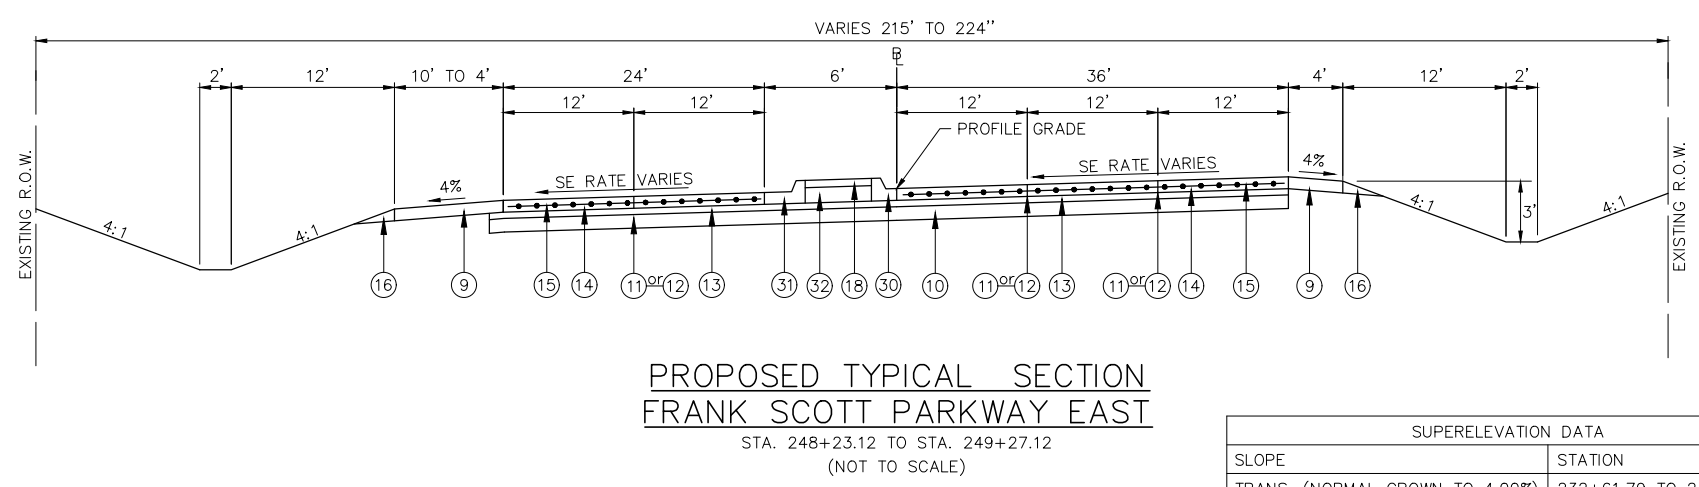 VARIES 215' TO 224''
2' 12' 10' TO 4' 24' 6' 36' 4' 12' 2'
12' 12' 12' 12' 12'
PROFILE GRADE
EXISTING R.O.W.
4:1
4:1
4%
SE RATE VARIES
SE RATE VARIES
4%
4:1
3'
4:1
EXISTING R.O.W.
16 9 15 14 11 or 12 13 31 32 18 30 10 11 or 12 13 11 or 12 14 15 9 16
PROPOSED TYPICAL SECTION
FRANK SCOTT PARKWAY EAST
STA. 248+23.12 TO STA. 249+27.12
(NOT TO SCALE)
SUPERELEVATION DATA
SLOPE STATION